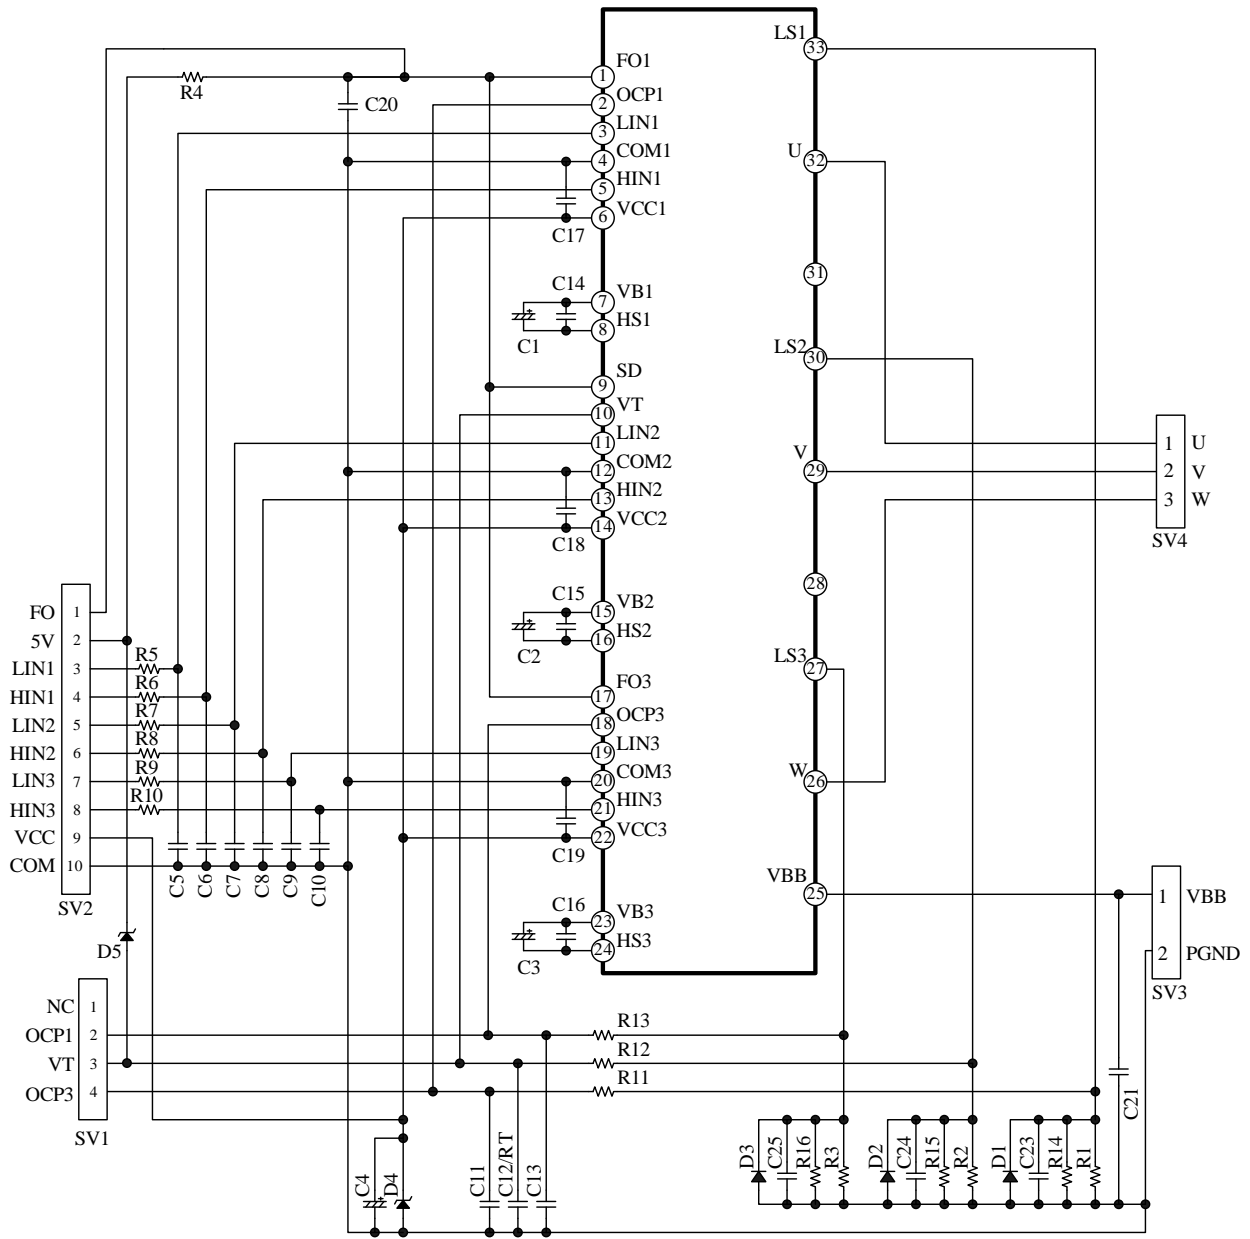 LS1
33
FO1
1
R4
C20
OCP1
2
LIN1
3
COM1
4
U
32
HIN1
5
VCC1
6
C17
31
C14
VB1
7
HS1
8
C1
LS2
30
SD
9
VT
10
LIN2
11
COM2
12
V
29
HIN2
13
VCC2
14
C18
1 U
2 V
3 W
SV4
28
C15
VB2
15
HS2
16
C2
LS3
27
FO3
17
OCP3
18
LIN3
19
COM3
20
W
26
HIN3
21
VCC3
22
C19
FO 1
5V 2
LIN1 3 R5
HIN1 4 R6
LIN2 5 R7
HIN2 6 R8
LIN3 7 R9
HIN3 8 R10
VCC 9
COM 10
SV2
C5
C6
C7
C8
C9
C10
VBB
25
1 VBB
2 PGND
SV3
C16
VB3
23
HS3
24
C3
D5
NC 1
OCP1 2
VT 3
OCP3 4
SV1
R13
R12
R11
C21
C4
D4
C11
C12/RT
C13
D3
C25
R16
R3
D2
C24
R15
R2
D1
C23
R14
R1